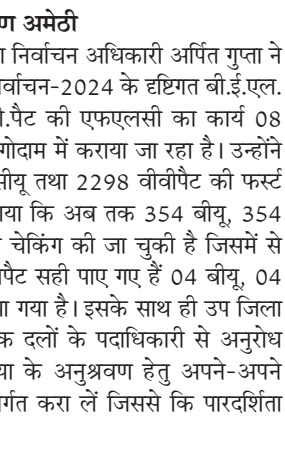 ण अमेठी
निर्वाचन अधिकारी अर्पित गुप्ता ने
र्वाचन-2024 के दृष्टिगत बी.ई.एल.
.पैट की एफएलसी का कार्य 08
गोदाम में कराया जा रहा है। उन्होंने
सीयू तथा 2298 वीवीपैट की फर्स्ट
ाया कि अब तक 354 बीयू, 354
चेकिंग की जा चुकी है जिसमें से
पैट सही पाए गए हैं 04 बीयू, 04
ा गया है। इसके साथ ही उप जिला
क दलों के पदाधिकारी से अनुरोध
या के अनुश्रवण हेतु अपने-अपने
र्गत करा लें जिससे कि पारदर्शिता